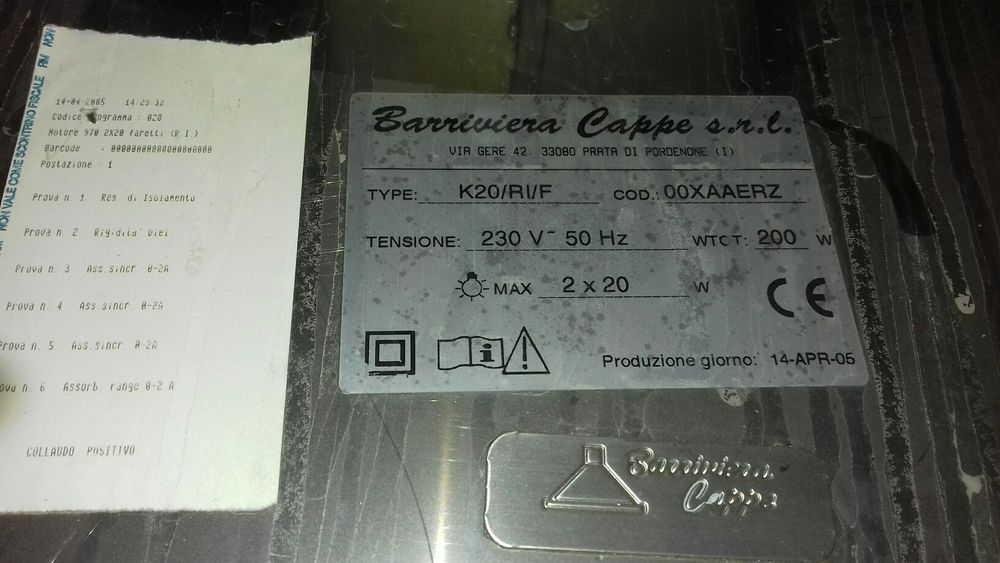 NON VALE COME SCONTRINO FISCALE
14-04-2005 14:29:32
Codice Programma : 020
Motore 970 2X20 Faretti (R.I.)
Barcode
Postazione : 1
Prova n. 1 Res di Isolamento
Prova n. 2 Rigidita' Diel
Prova n. 3 Ass.sincr. 0-2A
Prova n. 4 Ass.sincr 0-2A
Prova n. 5 Ass.sincr. 0-2A
Prova n. 6 Assorb. range 0-2 A
COLLAUDO POSITIVO
Barriviera Cappe s.r.l.
VIA GERE 42. 33080 PRATA DI PORDENONE (I)
TYPE: K20/RI/F COD.: 00XAAERZ
TENSIONE: 230 V~ 50 Hz WTCT: 200 W
MAX 2 x 20 W
CE
Produzione giorno: 14-APR-05
Barriviera
Cappe